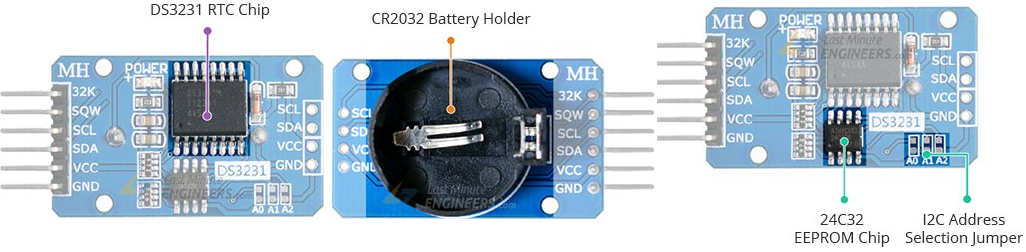 DS3231 RTC Chip
MH
POWER
+
32K
SQW
SCL
SDA
VCC
GND
SCL
SDA
VCC
GND
DS3231
A0 A1 A2
CR2032 Battery Holder
MH
SCL
SD
VC
GND
32K
SQW
SCL
SDA
VCC
GND
Last Minute
ENGINEERS.com
MH
POWER
+
32K
SQW
SCL
SDA
VCC
GND
Last Minute
ENGINEERS.com
SCL
SDA
VCC
GND
DS3231
A0 A1 A2
24C32
EEPROM Chip
I2C Address
Selection Jumper